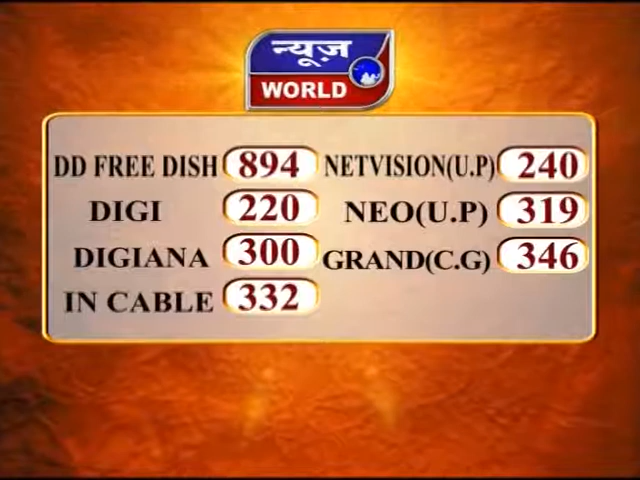 न्यूज़
WORLD
DD FREE DISH 894 NETVISION(U.P) 240
DIGI 220 NEO(U.P) 319
DIGIANA 300 GRAND(C.G) 346
IN CABLE 332